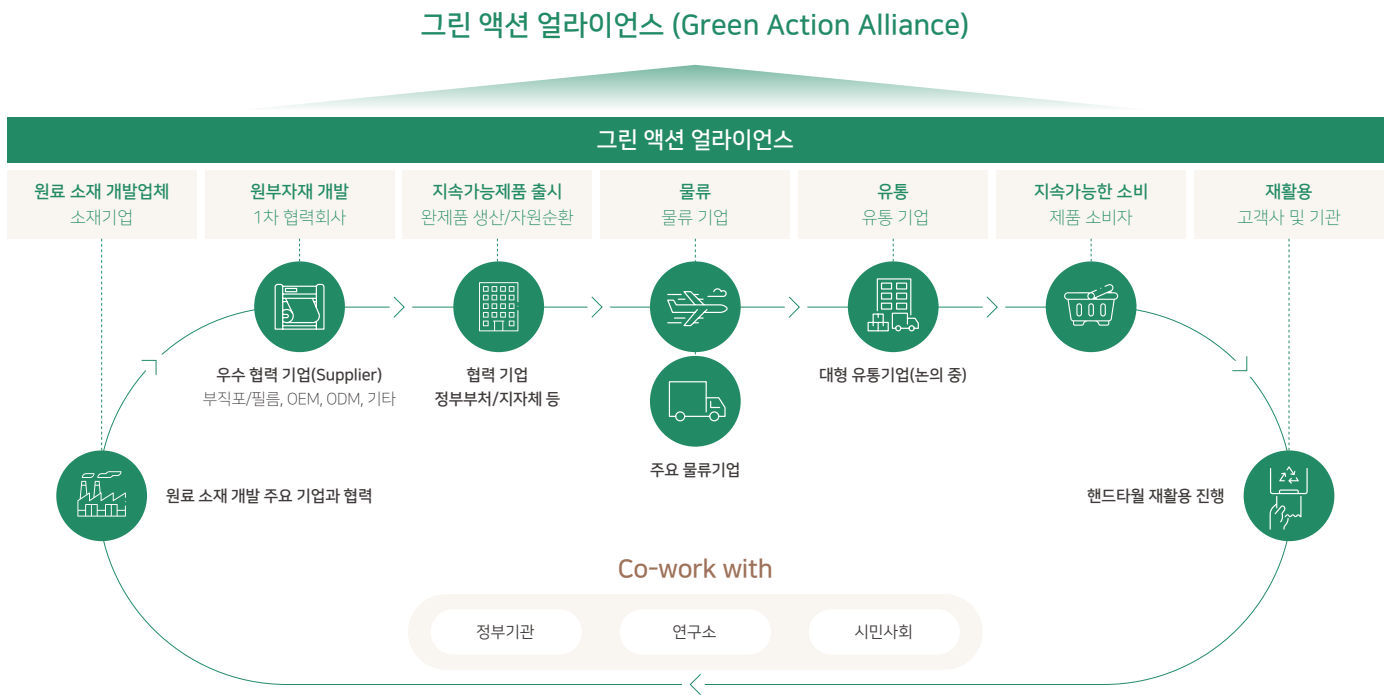 그린 액션 얼라이언스 (Green Action Alliance)
그린 액션 얼라이언스
원료 소재 개발업체
소재기업
원부자재 개발
1차 협력회사
지속가능제품 출시
완제품 생산/자원순환
물류
물류 기업
유통
유통 기업
지속가능한 소비
제품 소비자
재활용
고객사 및 기관
우수 협력 기업(Supplier)
부직포/필름, OEM, ODM, 기타
협력 기업
정부부처/지자체 등
대형 유통기업(논의 중)
주요 물류기업
원료 소재 개발 주요 기업과 협력
핸드타월 재활용 진행
Co-work with
정부기관
연구소
시민사회